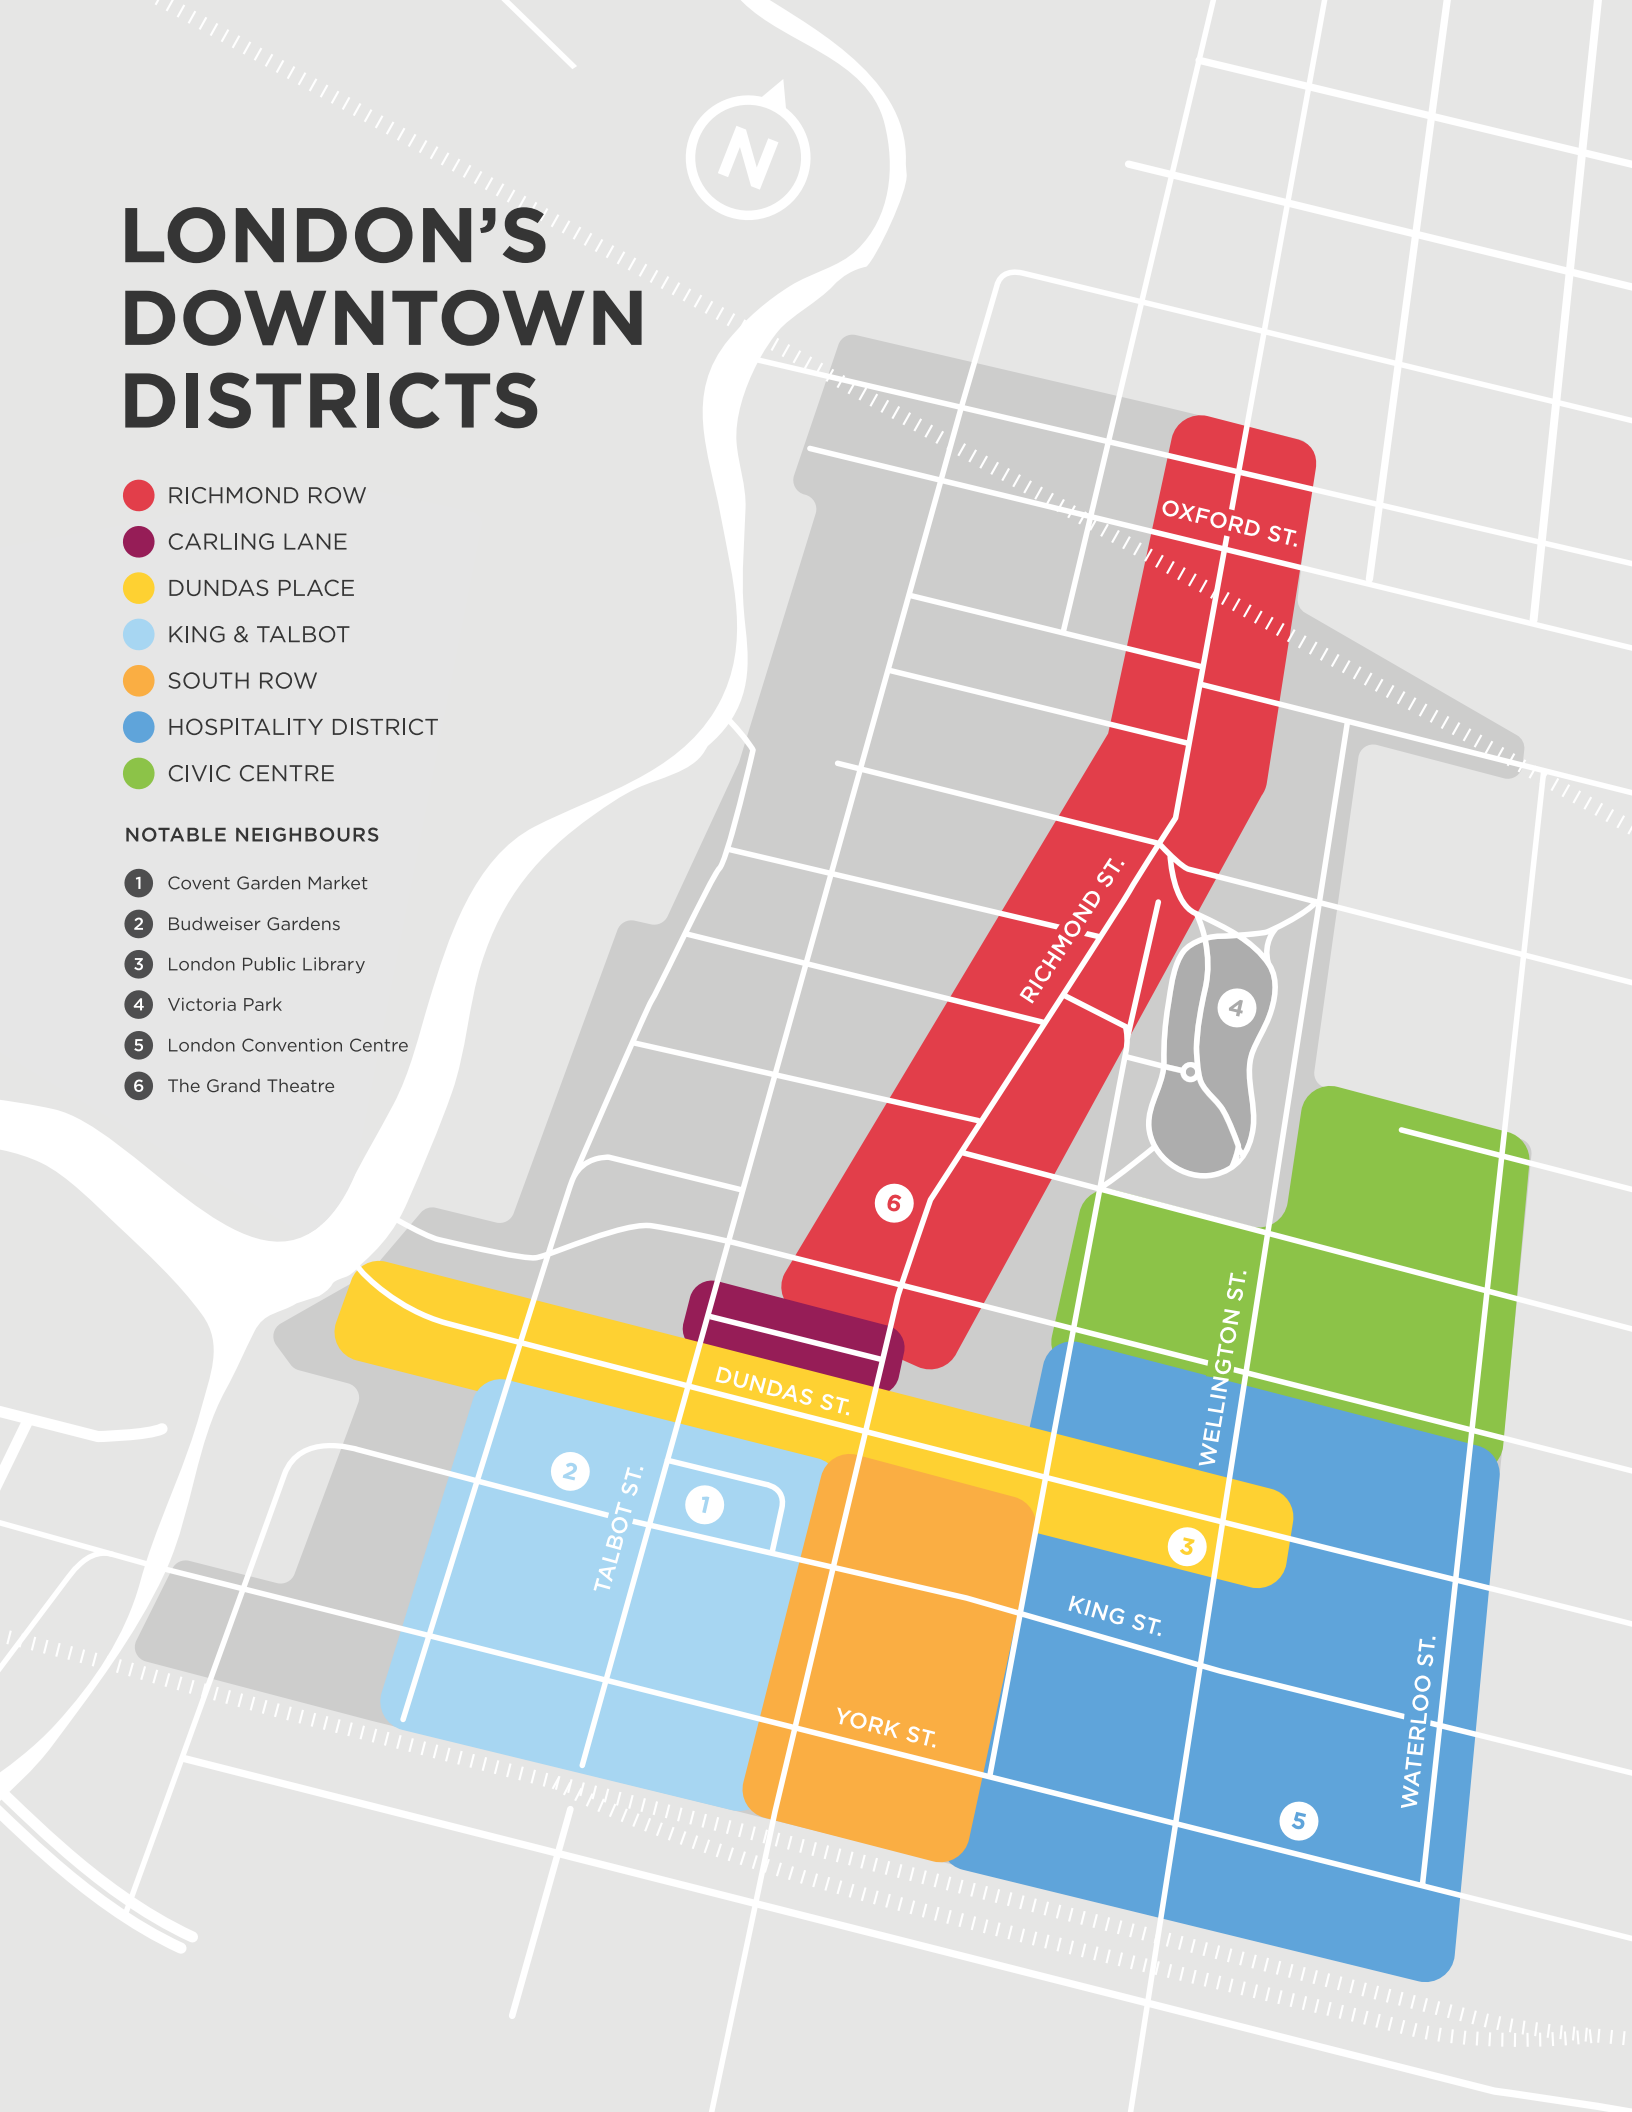 N
LONDON’S
DOWNTOWN
DISTRICTS
RICHMOND ROW
CARLING LANE
DUNDAS PLACE
KING & TALBOT
SOUTH ROW
HOSPITALITY DISTRICT
CIVIC CENTRE
NOTABLE NEIGHBOURS
1 Covent Garden Market
2 Budweiser Gardens
3 London Public Library
4 Victoria Park
5 London Convention Centre
6 The Grand Theatre
OXFORD ST.
RICHMOND ST.
4
6
WELLINGTON ST.
DUNDAS ST.
2
TALBOT ST.
1
3
KING ST.
YORK ST.
WATERLOO ST.
5